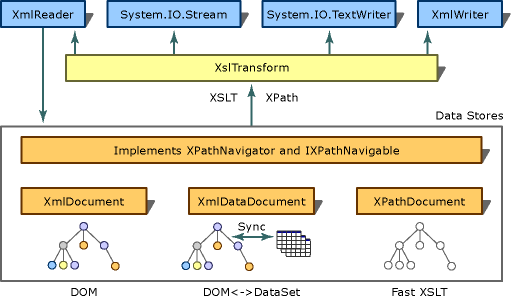 XmlReader
System.IO.Stream
System.IO.TextWriter
XmlWriter
XslTransform
XSLT XPath
Data Stores
Implements XPathNavigator and IXPathNavigable
XmlDocument
XmlDataDocument
XPathDocument
Sync
DOM
DOM<->DataSet
Fast XSLT